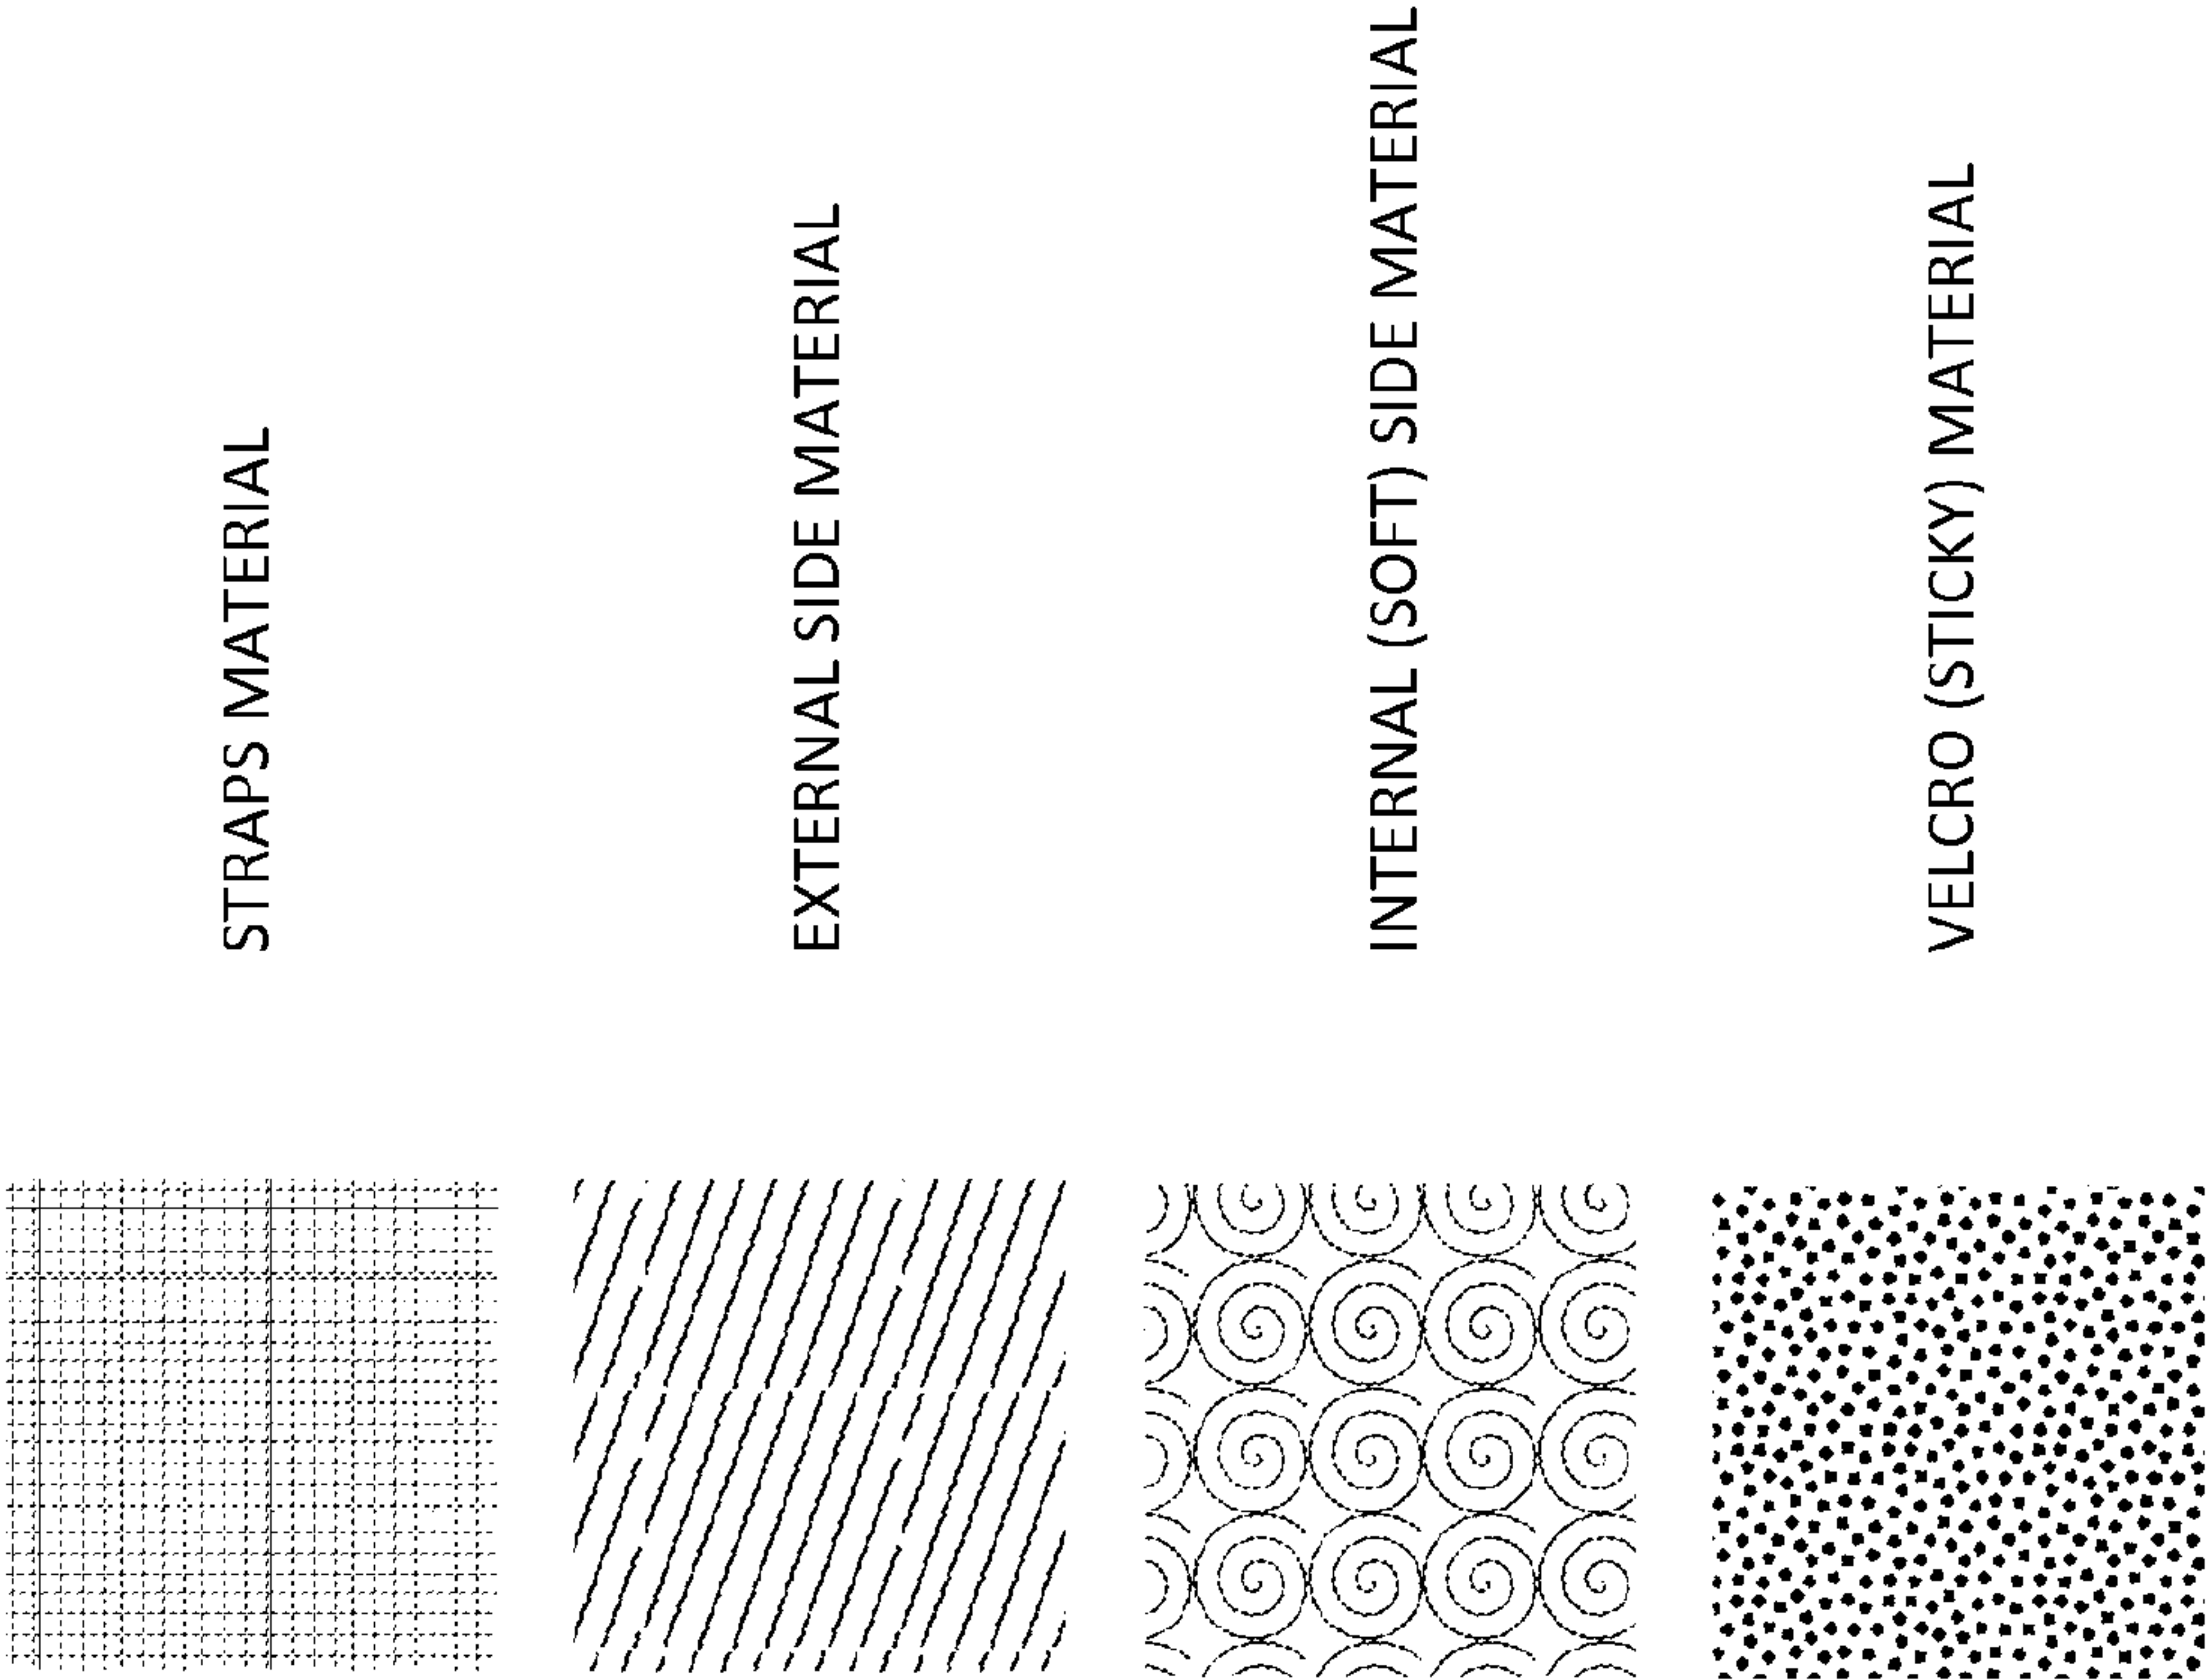 STRAPS MATERIAL
EXTERNAL SIDE MATERIAL
INTERNAL (SOFT) SIDE MATERIAL
VELCRO (STICKY) MATERIAL